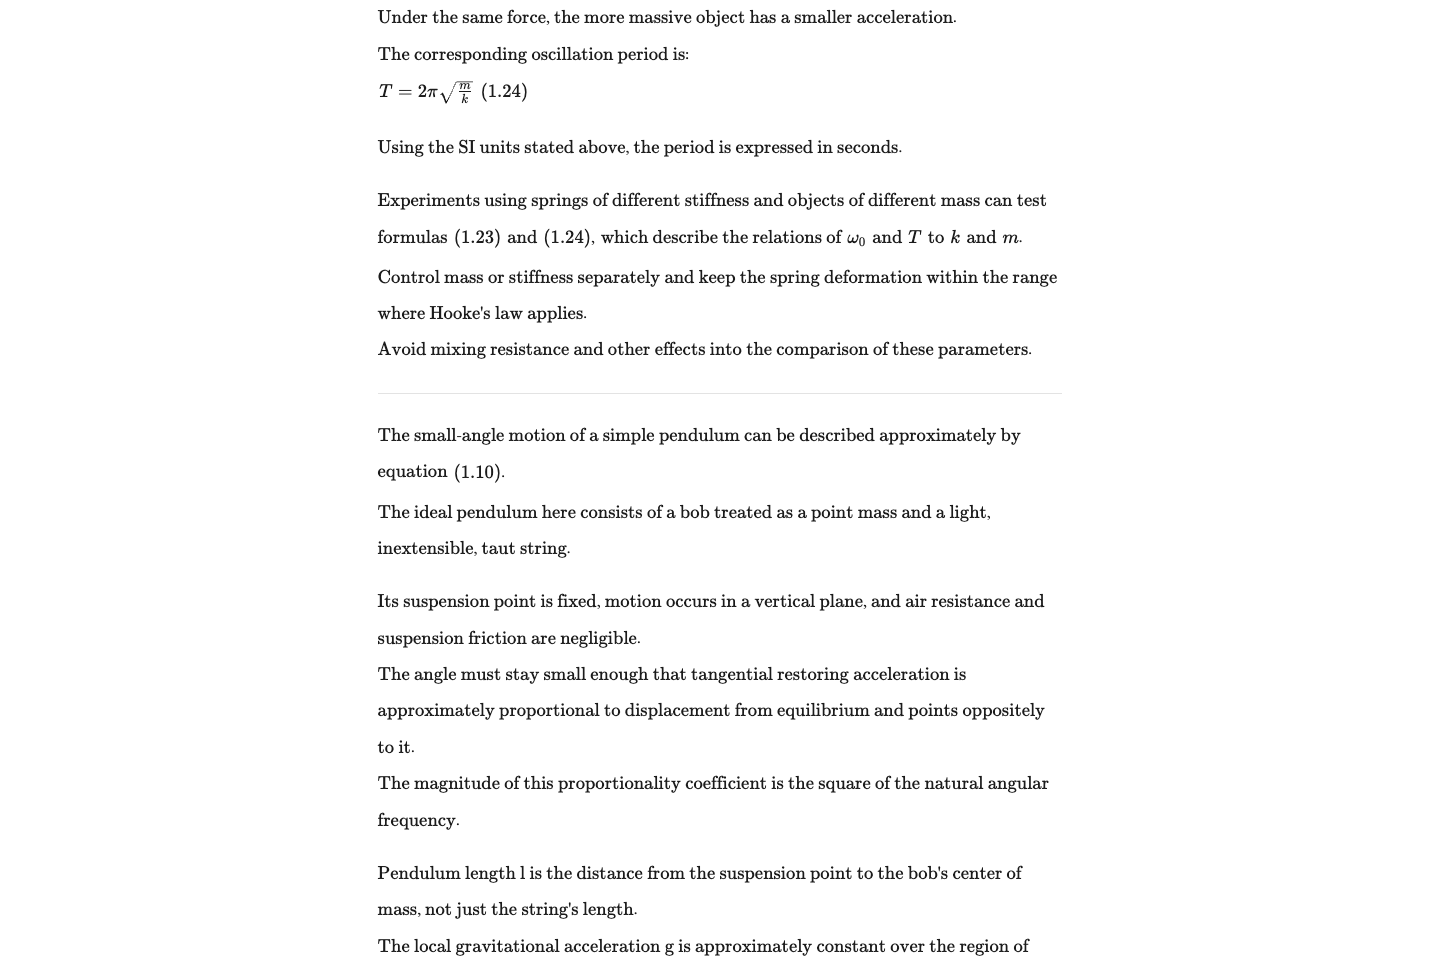 Under the same force, the more massive object has a smaller acceleration.
The corresponding oscillation period is:
T = 2π√(m/k) (1.24)
Using the SI units stated above, the period is expressed in seconds.
Experiments using springs of different stiffness and objects of different mass can test
formulas (1.23) and (1.24), which describe the relations of ω₀ and T to k and m.
Control mass or stiffness separately and keep the spring deformation within the range
where Hooke's law applies.
Avoid mixing resistance and other effects into the comparison of these parameters.
The small-angle motion of a simple pendulum can be described approximately by
equation (1.10).
The ideal pendulum here consists of a bob treated as a point mass and a light,
inextensible, taut string.
Its suspension point is fixed, motion occurs in a vertical plane, and air resistance and
suspension friction are negligible.
The angle must stay small enough that tangential restoring acceleration is
approximately proportional to displacement from equilibrium and points oppositely
to it.
The magnitude of this proportionality coefficient is the square of the natural angular
frequency.
Pendulum length l is the distance from the suspension point to the bob's center of
mass, not just the string's length.
The local gravitational acceleration g is approximately constant over the region of